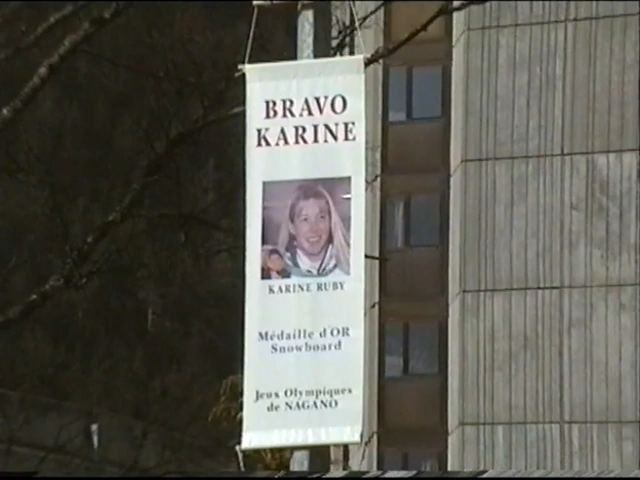 BRAVO
KARINE
KARINE RUBY
Médaille d'OR
Snowboard
Jeux Olympiques
de NAGANO